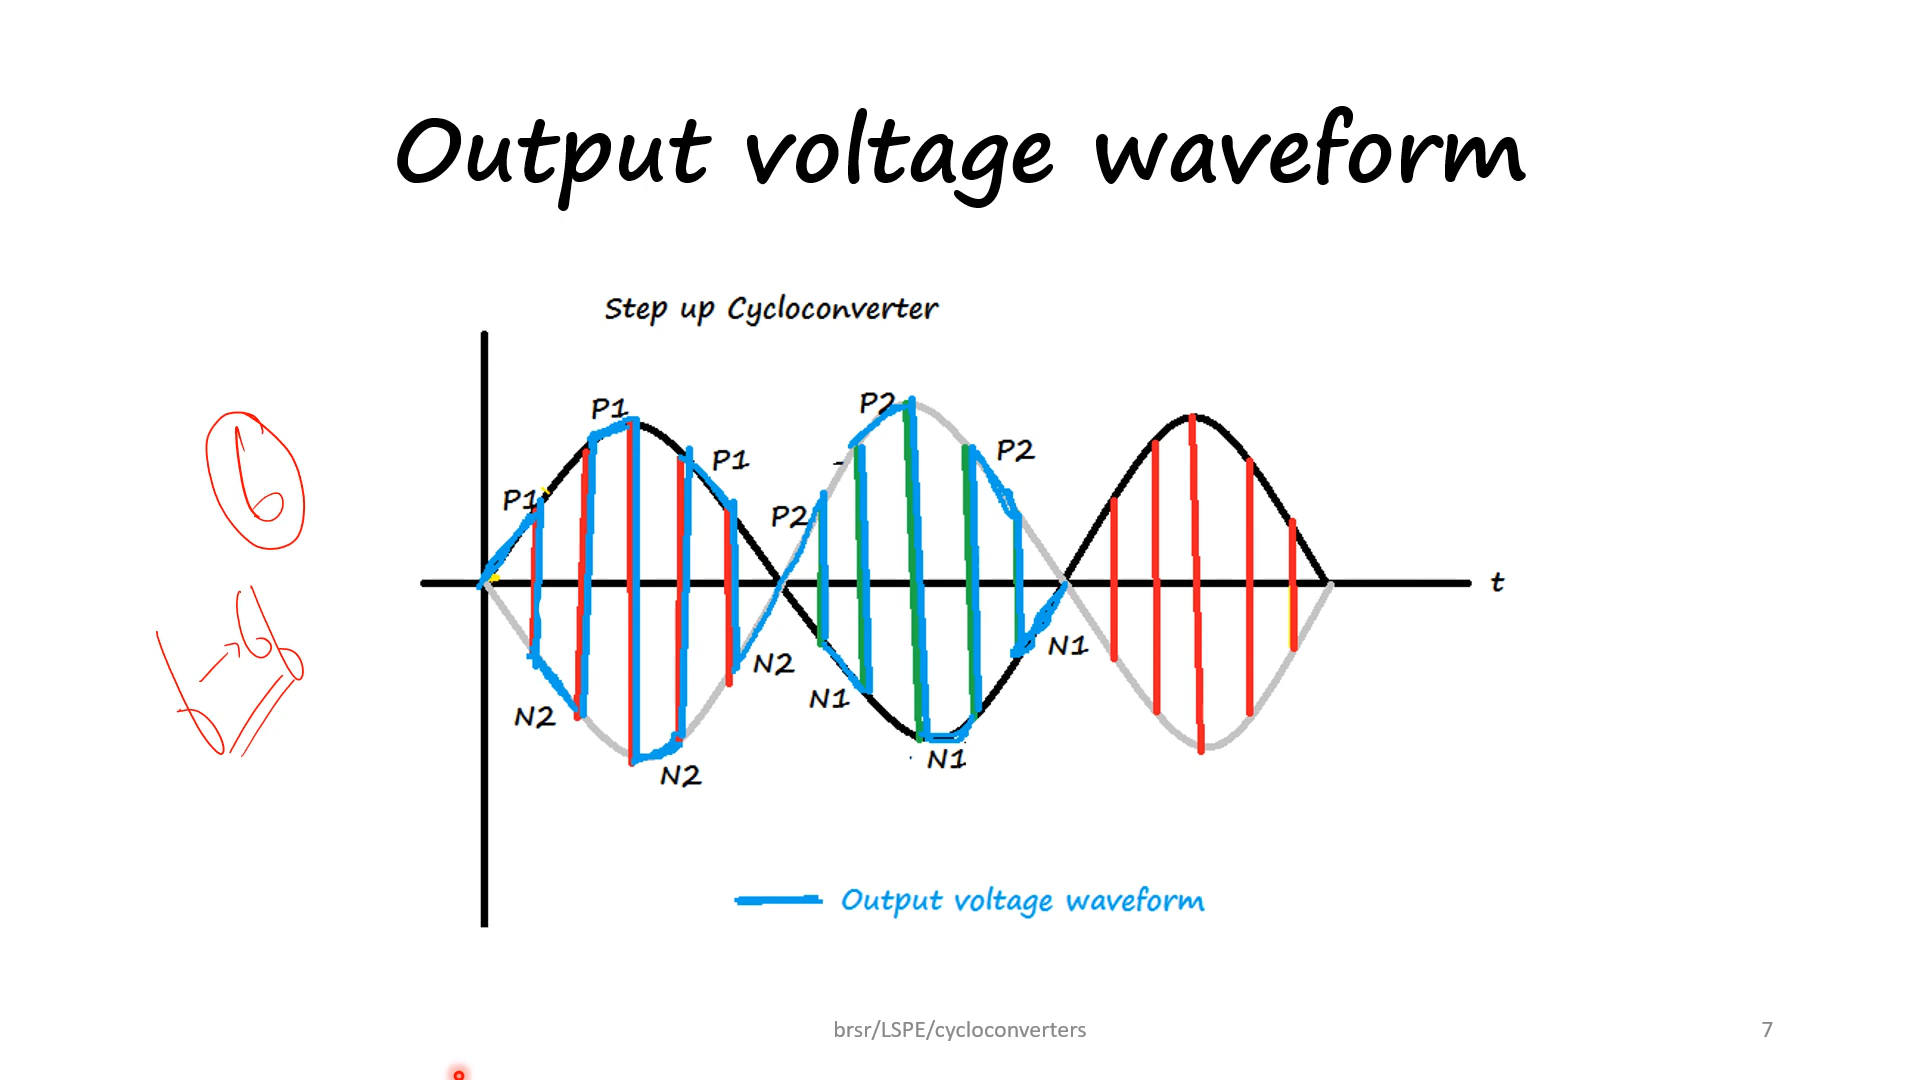 Output voltage waveform
Step up Cycloconverter
P1
P2
P1
P2
P1
P2
6
t
N2
N1
N1
N2
N1
N2
Output voltage waveform
brsr/LSPE/cycloconverters
7